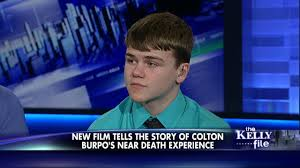 NEW FILM TELLS THE STORY OF COLTON
BURPO'S NEAR DEATH EXPERIENCE
the
KELLY
file